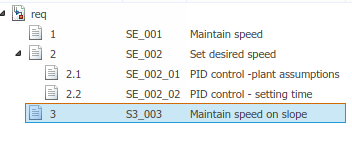 req
1 SE_001 Maintain speed
2 SE_002 Set desired speed
2.1 SE_002_01 PID control -plant assumptions
2.2 SE_002_02 PID control - setting time
3 S3_003 Maintain speed on slope